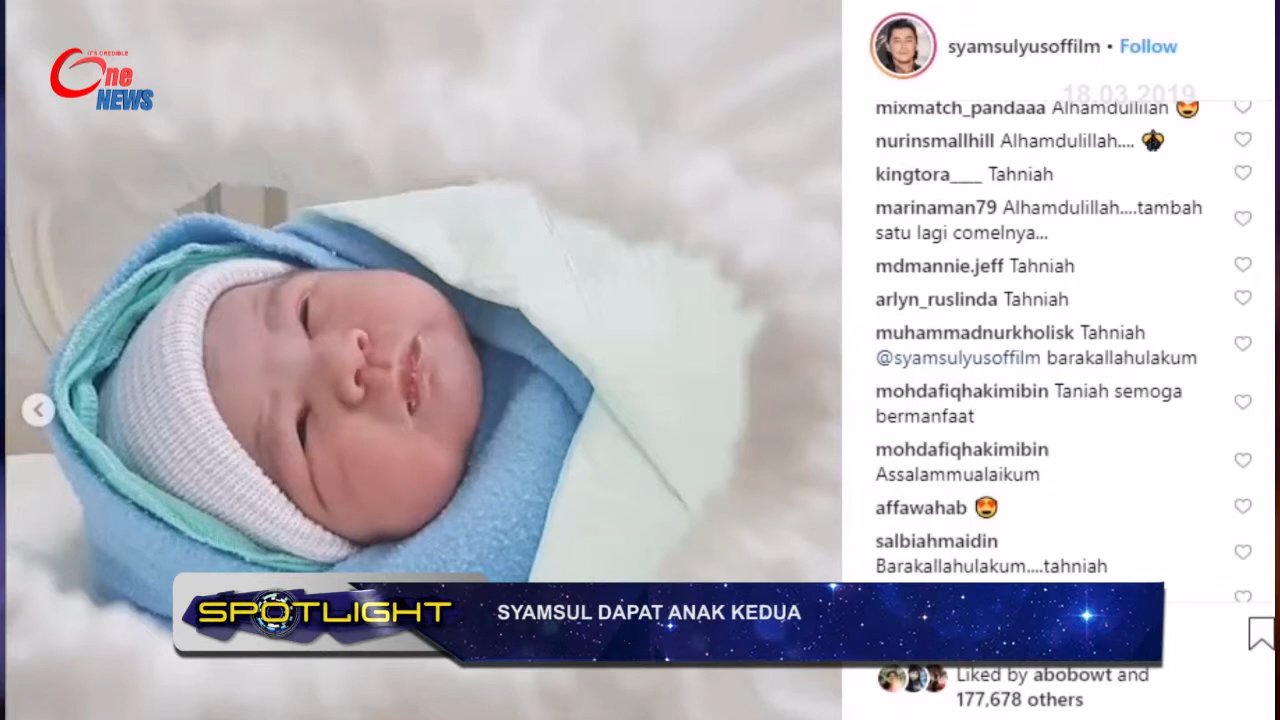 IT'S CREDIBLE
One
NEWS
syamsulyusoffilm • Follow
18.03.2019
mixmatch_pandaaa Alhamdulillah
nurinsmallhill Alhamdulillah....
kingtora____ Tahniah
marinaman79 Alhamdulillah....tambah
satu lagi comelnya...
mdmannie.jeff Tahniah
arlyn_ruslinda Tahniah
muhammadnurkholisk Tahniah
@syamsulyusoffilm barakallahulakum
mohdafiqhakimibin Taniah semoga
bermanfaat
mohdafiqhakimibin
Assalammualaikum
affawahab
salbiahmaidin
Barakallahulakum....tahniah
SPOTLIGHT
SYAMSUL DAPAT ANAK KEDUA
Liked by abobowt and
177,678 others